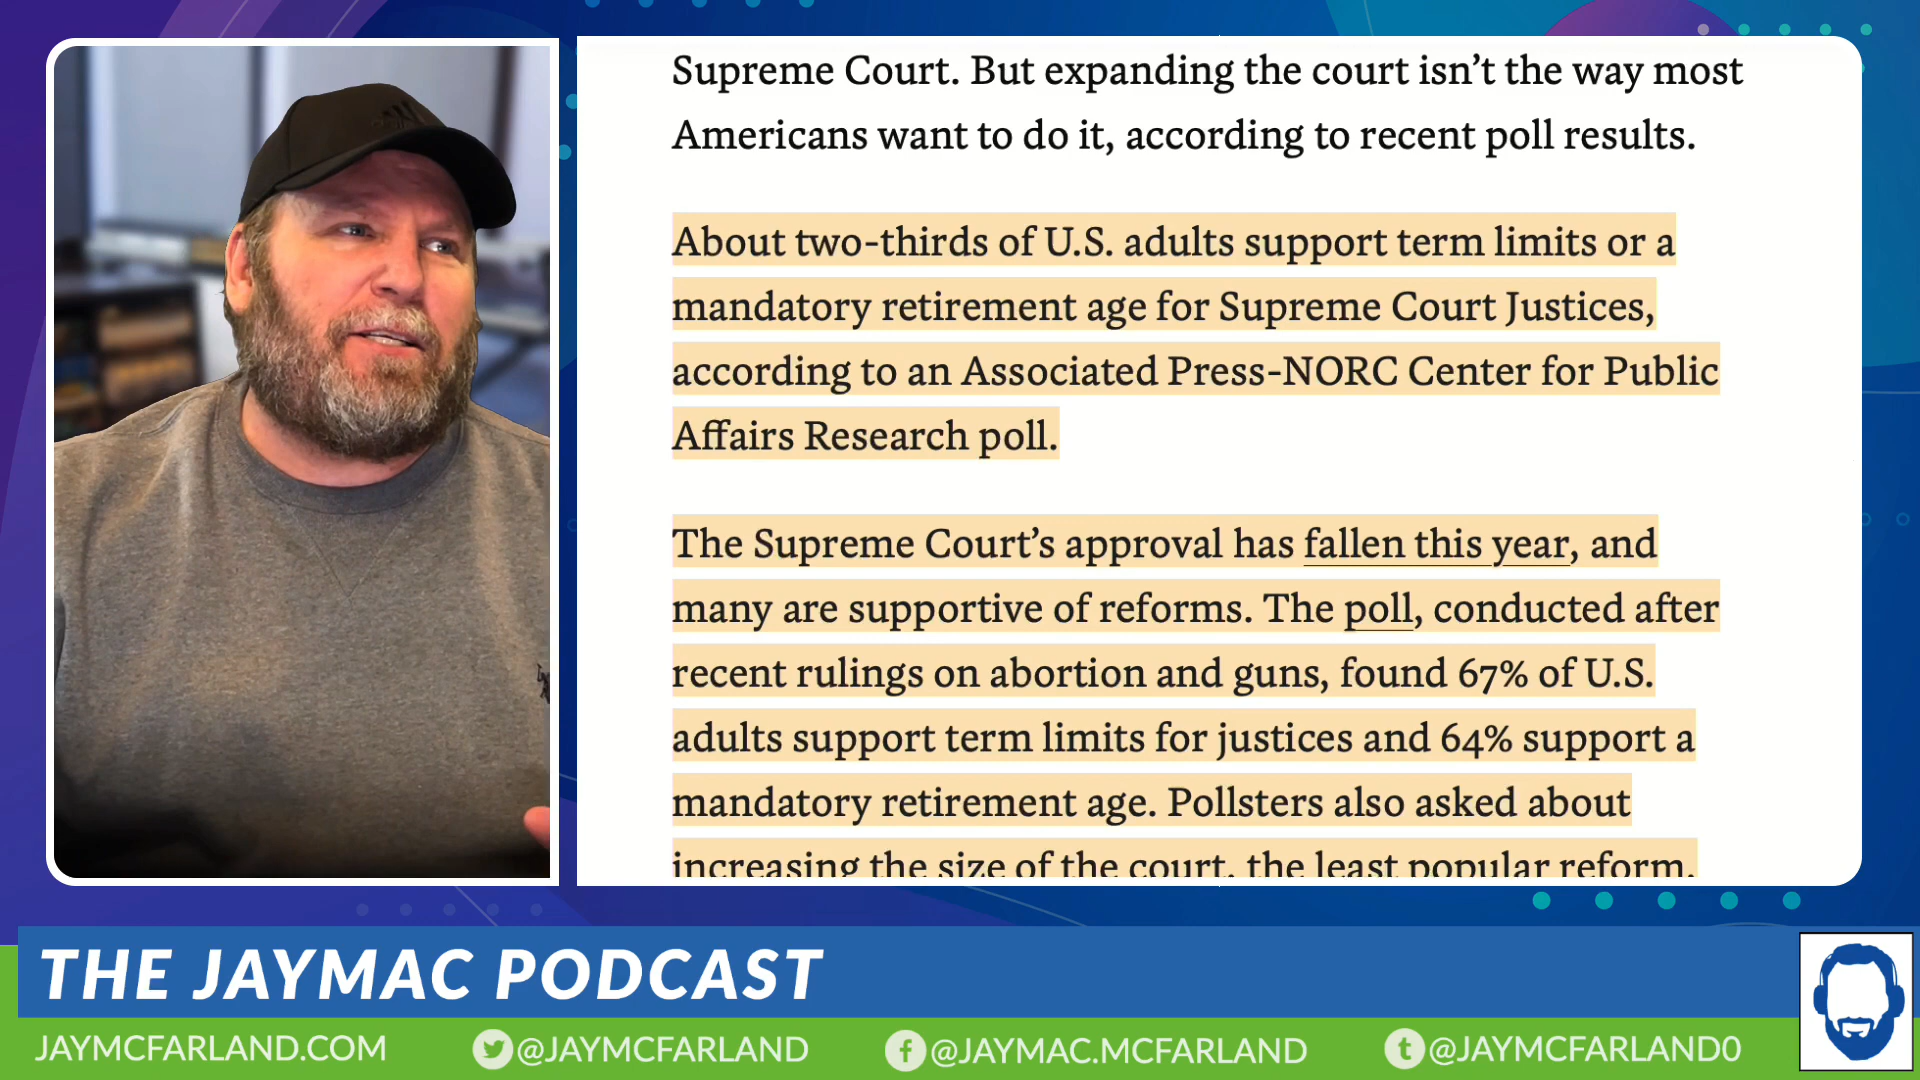 Supreme Court. But expanding the court isn’t the way most
Americans want to do it, according to recent poll results.
About two-thirds of U.S. adults support term limits or a
mandatory retirement age for Supreme Court Justices,
according to an Associated Press-NORC Center for Public
Affairs Research poll.
The Supreme Court’s approval has fallen this year, and
many are supportive of reforms. The poll, conducted after
recent rulings on abortion and guns, found 67% of U.S.
adults support term limits for justices and 64% support a
mandatory retirement age. Pollsters also asked about
increasing the size of the court, the least popular reform.
THE JAYMAC PODCAST
JAYMCFARLAND.COM
@JAYMCFARLAND
@JAYMAC.MCFARLAND
@JAYMCFARLAND0